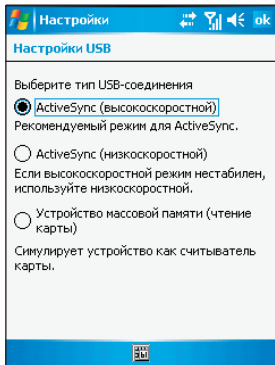 Настройки ok
Настройки USB
Выберите тип USB-соединения
ActiveSync (высокоскоростной)
Рекомендуемый режим для ActiveSync.
ActiveSync (низкоскоростной)
Если высокоскоростной режим нестабилен,
используйте низкоскоростной.
Устройство массовой памяти (чтение
карты)
Симулирует устройство как считыватель
карты.